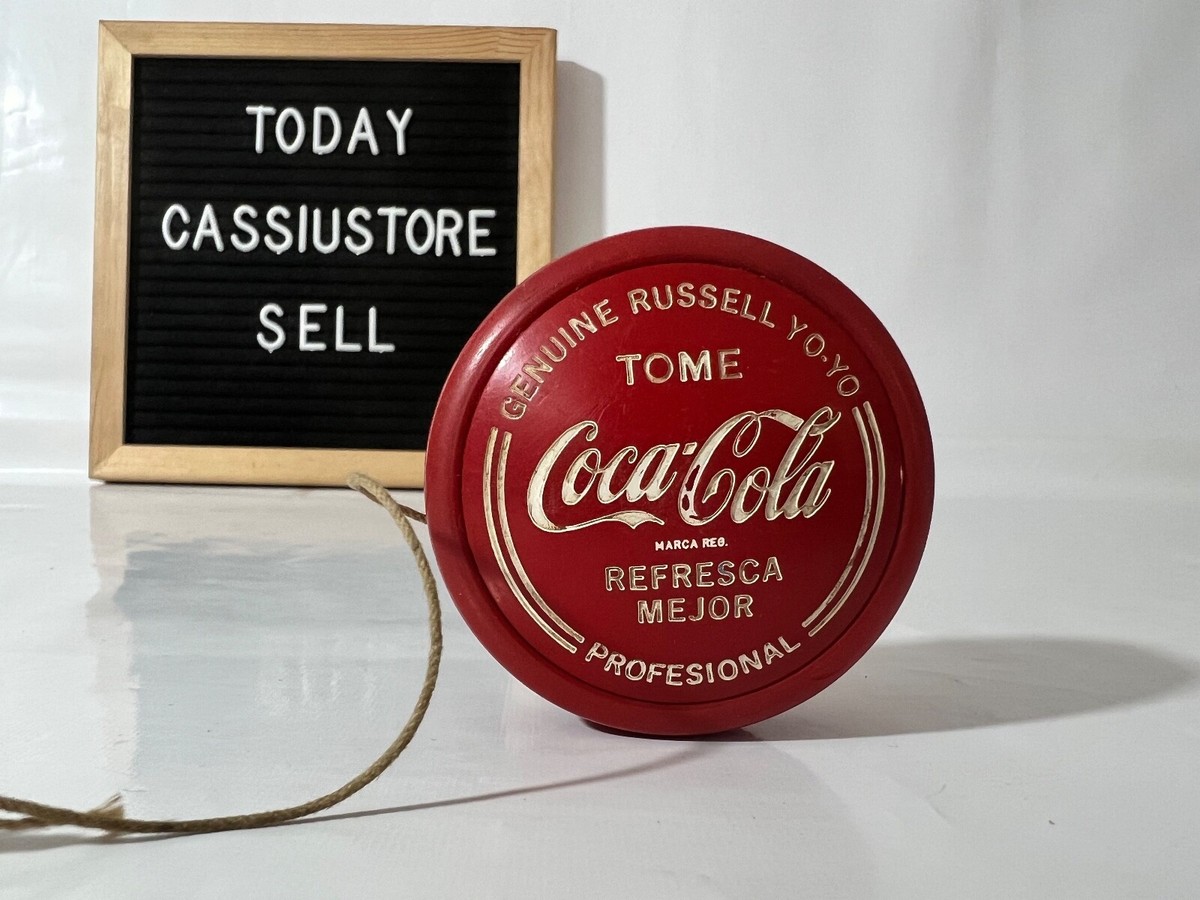 TODAY
CASSIUSTORE
SELL
GENUINE RUSSELL YO-YO
TOME
Coca-Cola
MARCA REG.
REFRESCA
MEJOR
PROFESIONAL